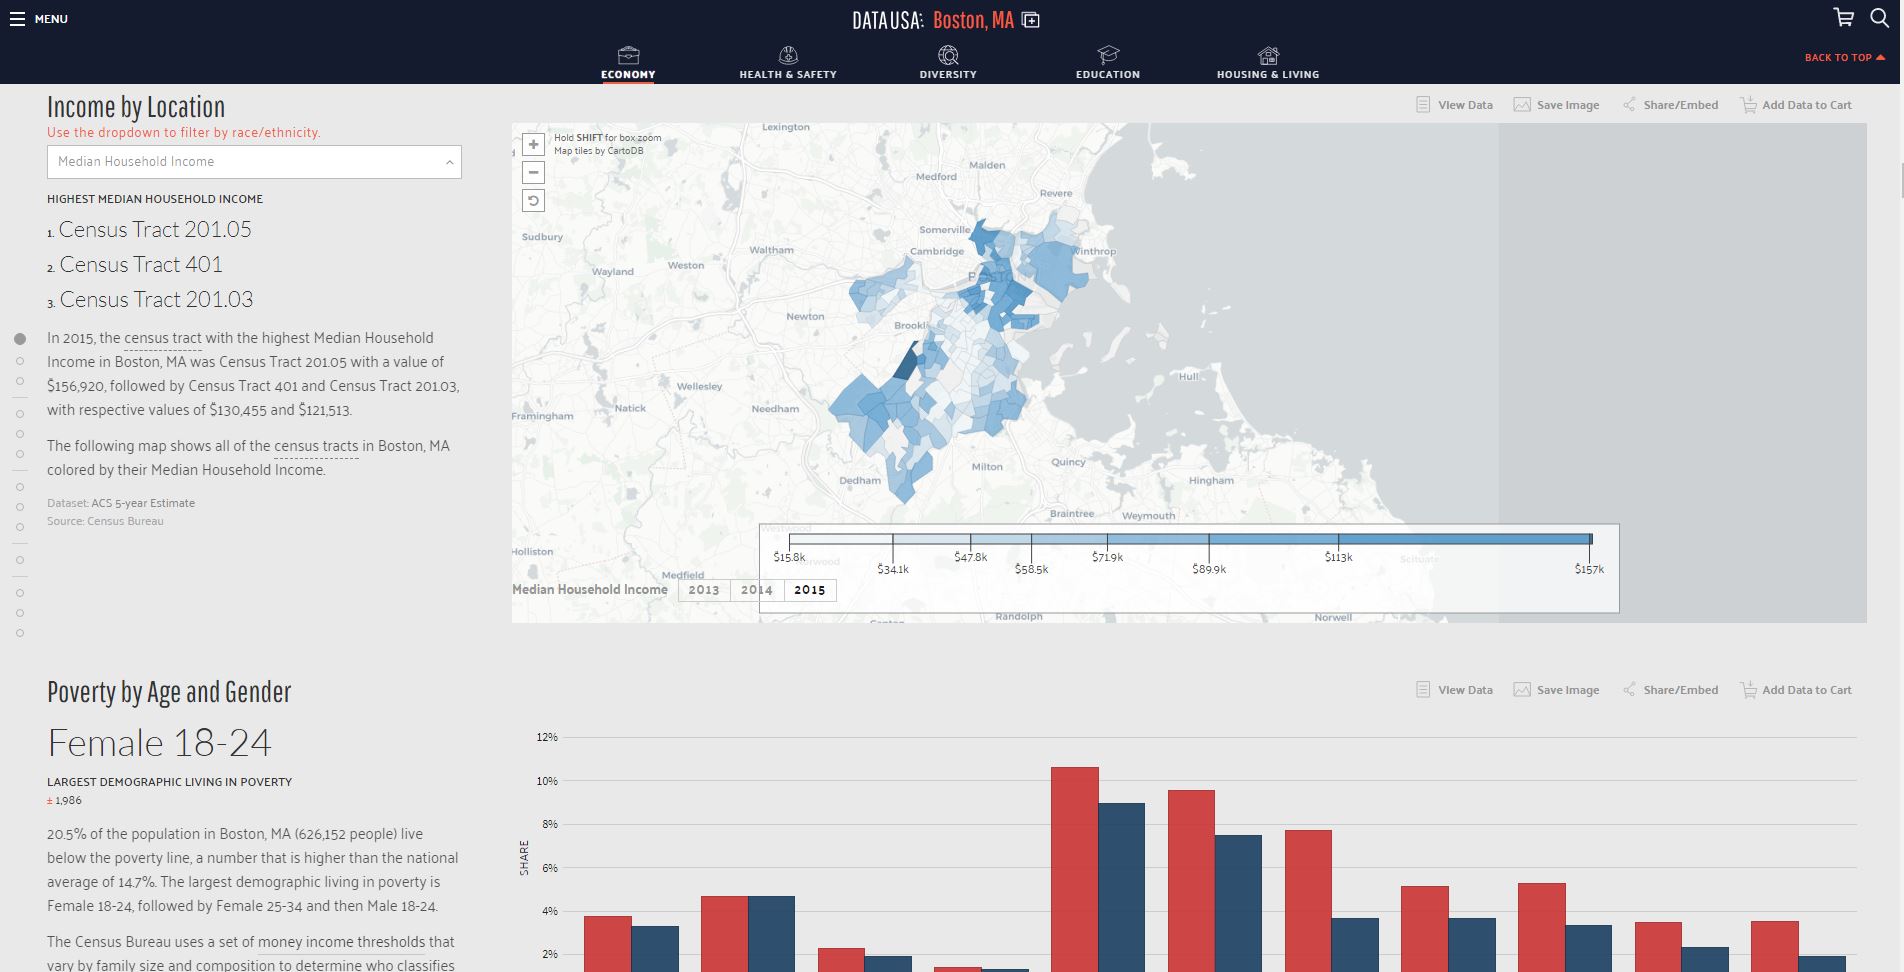 MENU
DATA USA: Boston, MA
ECONOMY
HEALTH & SAFETY
DIVERSITY
EDUCATION
HOUSING & LIVING
BACK TO TOP
Income by Location
Use the dropdown to filter by race/ethnicity.
Median Household Income
HIGHEST MEDIAN HOUSEHOLD INCOME
1. Census Tract 201.05
2. Census Tract 401
3. Census Tract 201.03
In 2015, the census tract with the highest Median Household
Income in Boston, MA was Census Tract 201.05 with a value of
$156,920, followed by Census Tract 401 and Census Tract 201.03,
with respective values of $130,455 and $121,513.
The following map shows all of the census tracts in Boston, MA
colored by their Median Household Income.
Dataset: ACS 5-year Estimate
Source: Census Bureau
View Data
Save Image
Share/Embed
Add Data to Cart
+
Hold SHIFT for box zoom
Map tiles by CartoDB
−
Lexington
Malden
Medford
Revere
Somerville
Sudbury
Waltham
Cambridge
Winthrop
Weston
Wayland
Newton
Brookl
Wellesley
Hull
Framingham
Natick
Needham
Milton
Quincy
Dedham
Hingham
Braintree
Weymouth
Westwood
Holliston
Norwood
Scituate
Medfield
Randolph
Norwell
Canton
$15.8k
$34.1k
$47.8k
$58.5k
$71.9k
$89.9k
$113k
$157k
Median Household Income
2013
2014
2015
Poverty by Age and Gender
View Data
Save Image
Share/Embed
Add Data to Cart
Female 18-24
LARGEST DEMOGRAPHIC LIVING IN POVERTY
± 1,986
20.5% of the population in Boston, MA (626,152 people) live
below the poverty line, a number that is higher than the national
average of 14.7%. The largest demographic living in poverty is
Female 18-24, followed by Female 25-34 and then Male 18-24.
The Census Bureau uses a set of money income thresholds that
vary by family size and composition to determine who classifies
SHARE
12%
10%
8%
6%
4%
2%